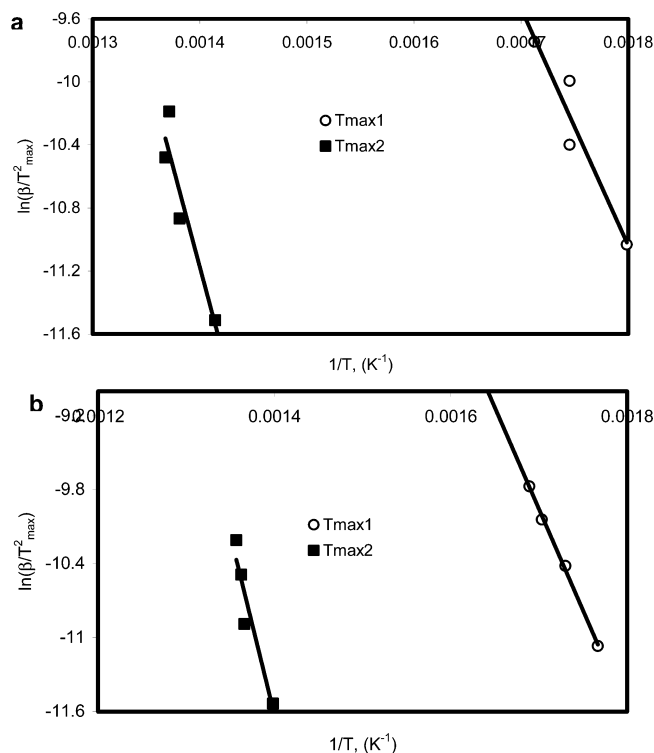 a
-9.6
0.0013 0.0014 0.0015 0.0016 0.0017 0.0018
-10
-10.4
-10.8
-11.2
-11.6
ln(β/T²max)
Tmax1
Tmax2
1/T, (K⁻¹)
b
-9.2
0.0012 0.0014 0.0016 0.0018
-9.8
-10.4
-11
-11.6
ln(β/T²max)
Tmax1
Tmax2
1/T, (K⁻¹)